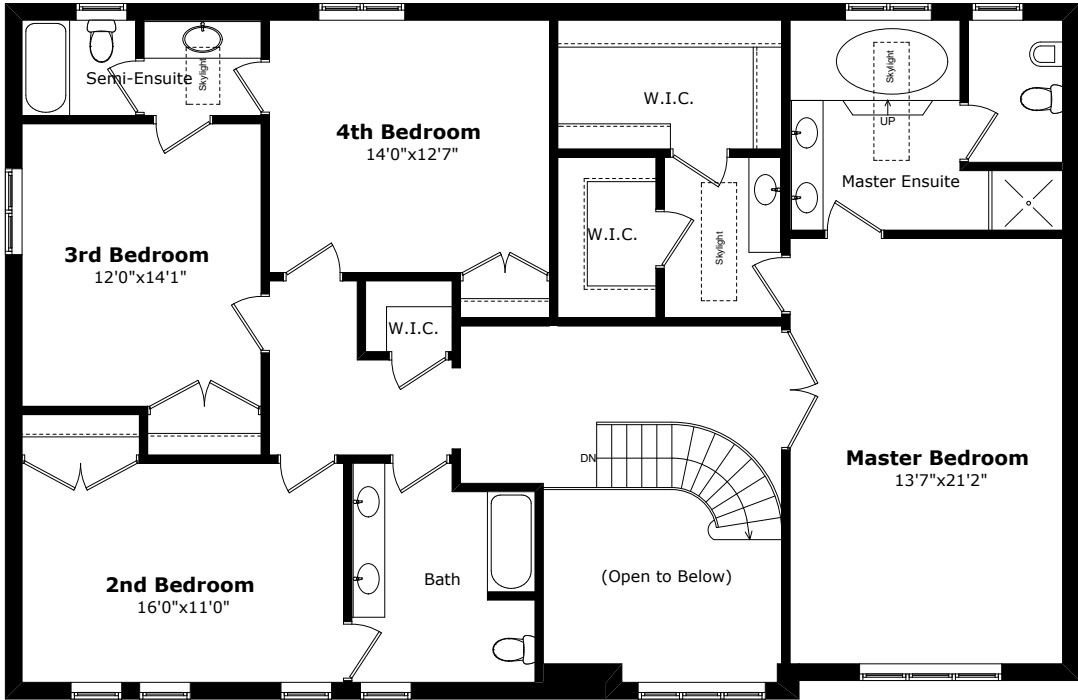 Semi-Ensuite
Skylight
4th Bedroom
14'0"x12'7"
W.I.C.
Skylight
UP
Master Ensuite
W.I.C.
Skylight
3rd Bedroom
12'0"x14'1"
W.I.C.
DN
Master Bedroom
13'7"x21'2"
2nd Bedroom
16'0"x11'0"
Bath
(Open to Below)